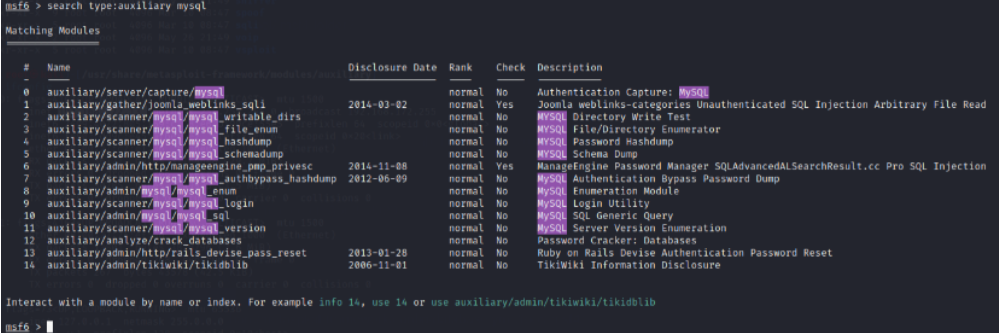 msf6 > search type:auxiliary mysql
Matching Modules
# Name Disclosure Date Rank Check Description
0 auxiliary/server/capture/mysql normal No Authentication Capture: MySQL
1 auxiliary/gather/joomla_weblinks_sqli 2014-03-02 normal Yes Joomla weblinks-categories Unauthenticated SQL Injection Arbitrary File Read
2 auxiliary/scanner/mysql/mysql_writable_dirs normal No MYSQL Directory Write Test
3 auxiliary/scanner/mysql/mysql_file_enum normal No MYSQL File/Directory Enumerator
4 auxiliary/scanner/mysql/mysql_hashdump normal No MYSQL Password Hashdump
5 auxiliary/scanner/mysql/mysql_schemadump normal No MYSQL Schema Dump
6 auxiliary/admin/http/manageengine_pmp_privesc 2014-11-08 normal Yes ManageEngine Password Manager SQLAdvancedALSearchResult.cc Pro SQL Injection
7 auxiliary/scanner/mysql/mysql_authbypass_hashdump 2012-06-09 normal No MySQL Authentication Bypass Password Dump
8 auxiliary/admin/mysql/mysql_enum normal No MySQL Enumeration Module
9 auxiliary/scanner/mysql/mysql_login normal No MySQL Login Utility
10 auxiliary/admin/mysql/mysql_sql normal No MySQL SQL Generic Query
11 auxiliary/scanner/mysql/mysql_version normal No MySQL Server Version Enumeration
12 auxiliary/analyze/crack_databases normal No Password Cracker: Databases
13 auxiliary/admin/http/rails_devise_pass_reset 2013-01-28 normal No Ruby on Rails Devise Authentication Password Reset
14 auxiliary/admin/tikiwiki/tikidblib 2006-11-01 normal No TikiWiki Information Disclosure
Interact with a module by name or index. For example info 14, use 14 or use auxiliary/admin/tikiwiki/tikidblib
msf6 >